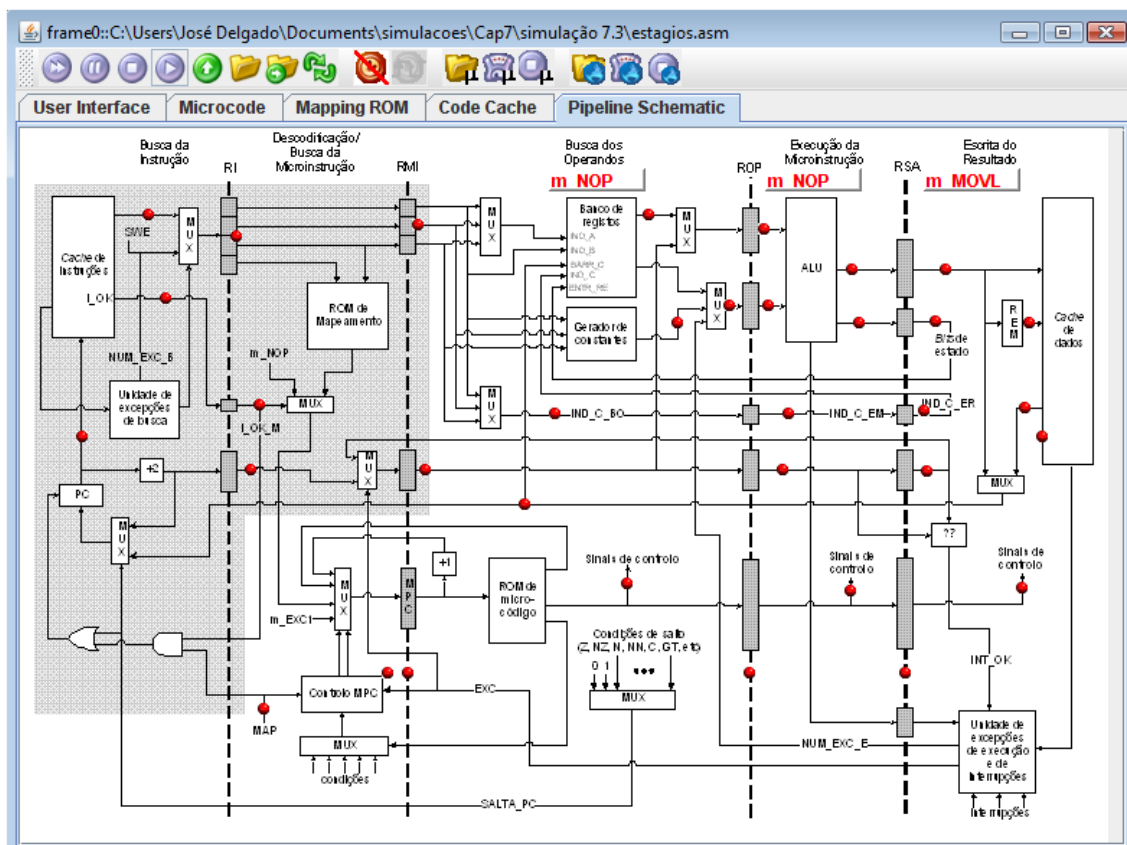 frame0::C:\Users\José Delgado\Documents\simulacoes\Cap7\simulação 7.3\estagios.asm
User Interface
Microcode
Mapping ROM
Code Cache
Pipeline Schematic
Busca da
Instrução
Descodificação/
Busca da
Microinstrução
Busca dos
Operandos
Execução da
Microinstrução
Escrita do
Resultado
RI
RMI
ROP
RSA
m_NOP
m_NOP
m_MOVL
Cache de
instruções
SWE
I_OK
MUX
NUM_EXC_B
Unidade de
excepções
de busca
m_NOP
ROM de
Mapeamento
MUX
I_OK_M
MUX
Banco de
registos
IND_A
IND_B
BARR_C
IND_C
ENTR_RE
MUX
MUX
Gerador de
constantes
MUX
IND_C_BO
ALU
IND_C_EM
IND_C_ER
Bits de
estado
REM
Cache
de
dados
MUX
PC
+2
MUX
MUX
??
MUX
m_EXC1
MPC
+1
ROM de
micro-
código
Sinais de controlo
Sinais de
controlo
Sinais de
controlo
Condições de salto
(Z, NZ, N, NN, C, GT, etc)
0 1 •••
MUX
Controlo MPC
EXC
MAP
MUX
condições
SALTA_PC
NUM_EXC_E
INT_OK
Unidade de
excepções
de execução
e de
Interrupções
Interrupções